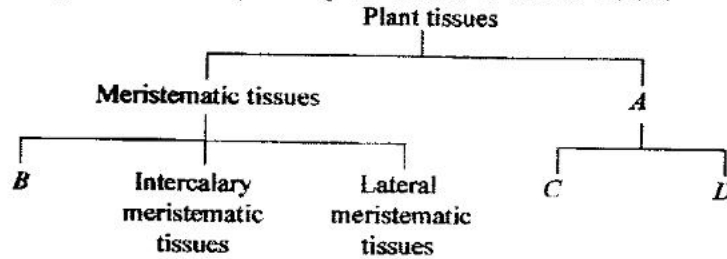 Plant tissues
Meristematic tissues
A
B
Intercalary
meristematic
tissues
Lateral
meristematic
tissues
C
D